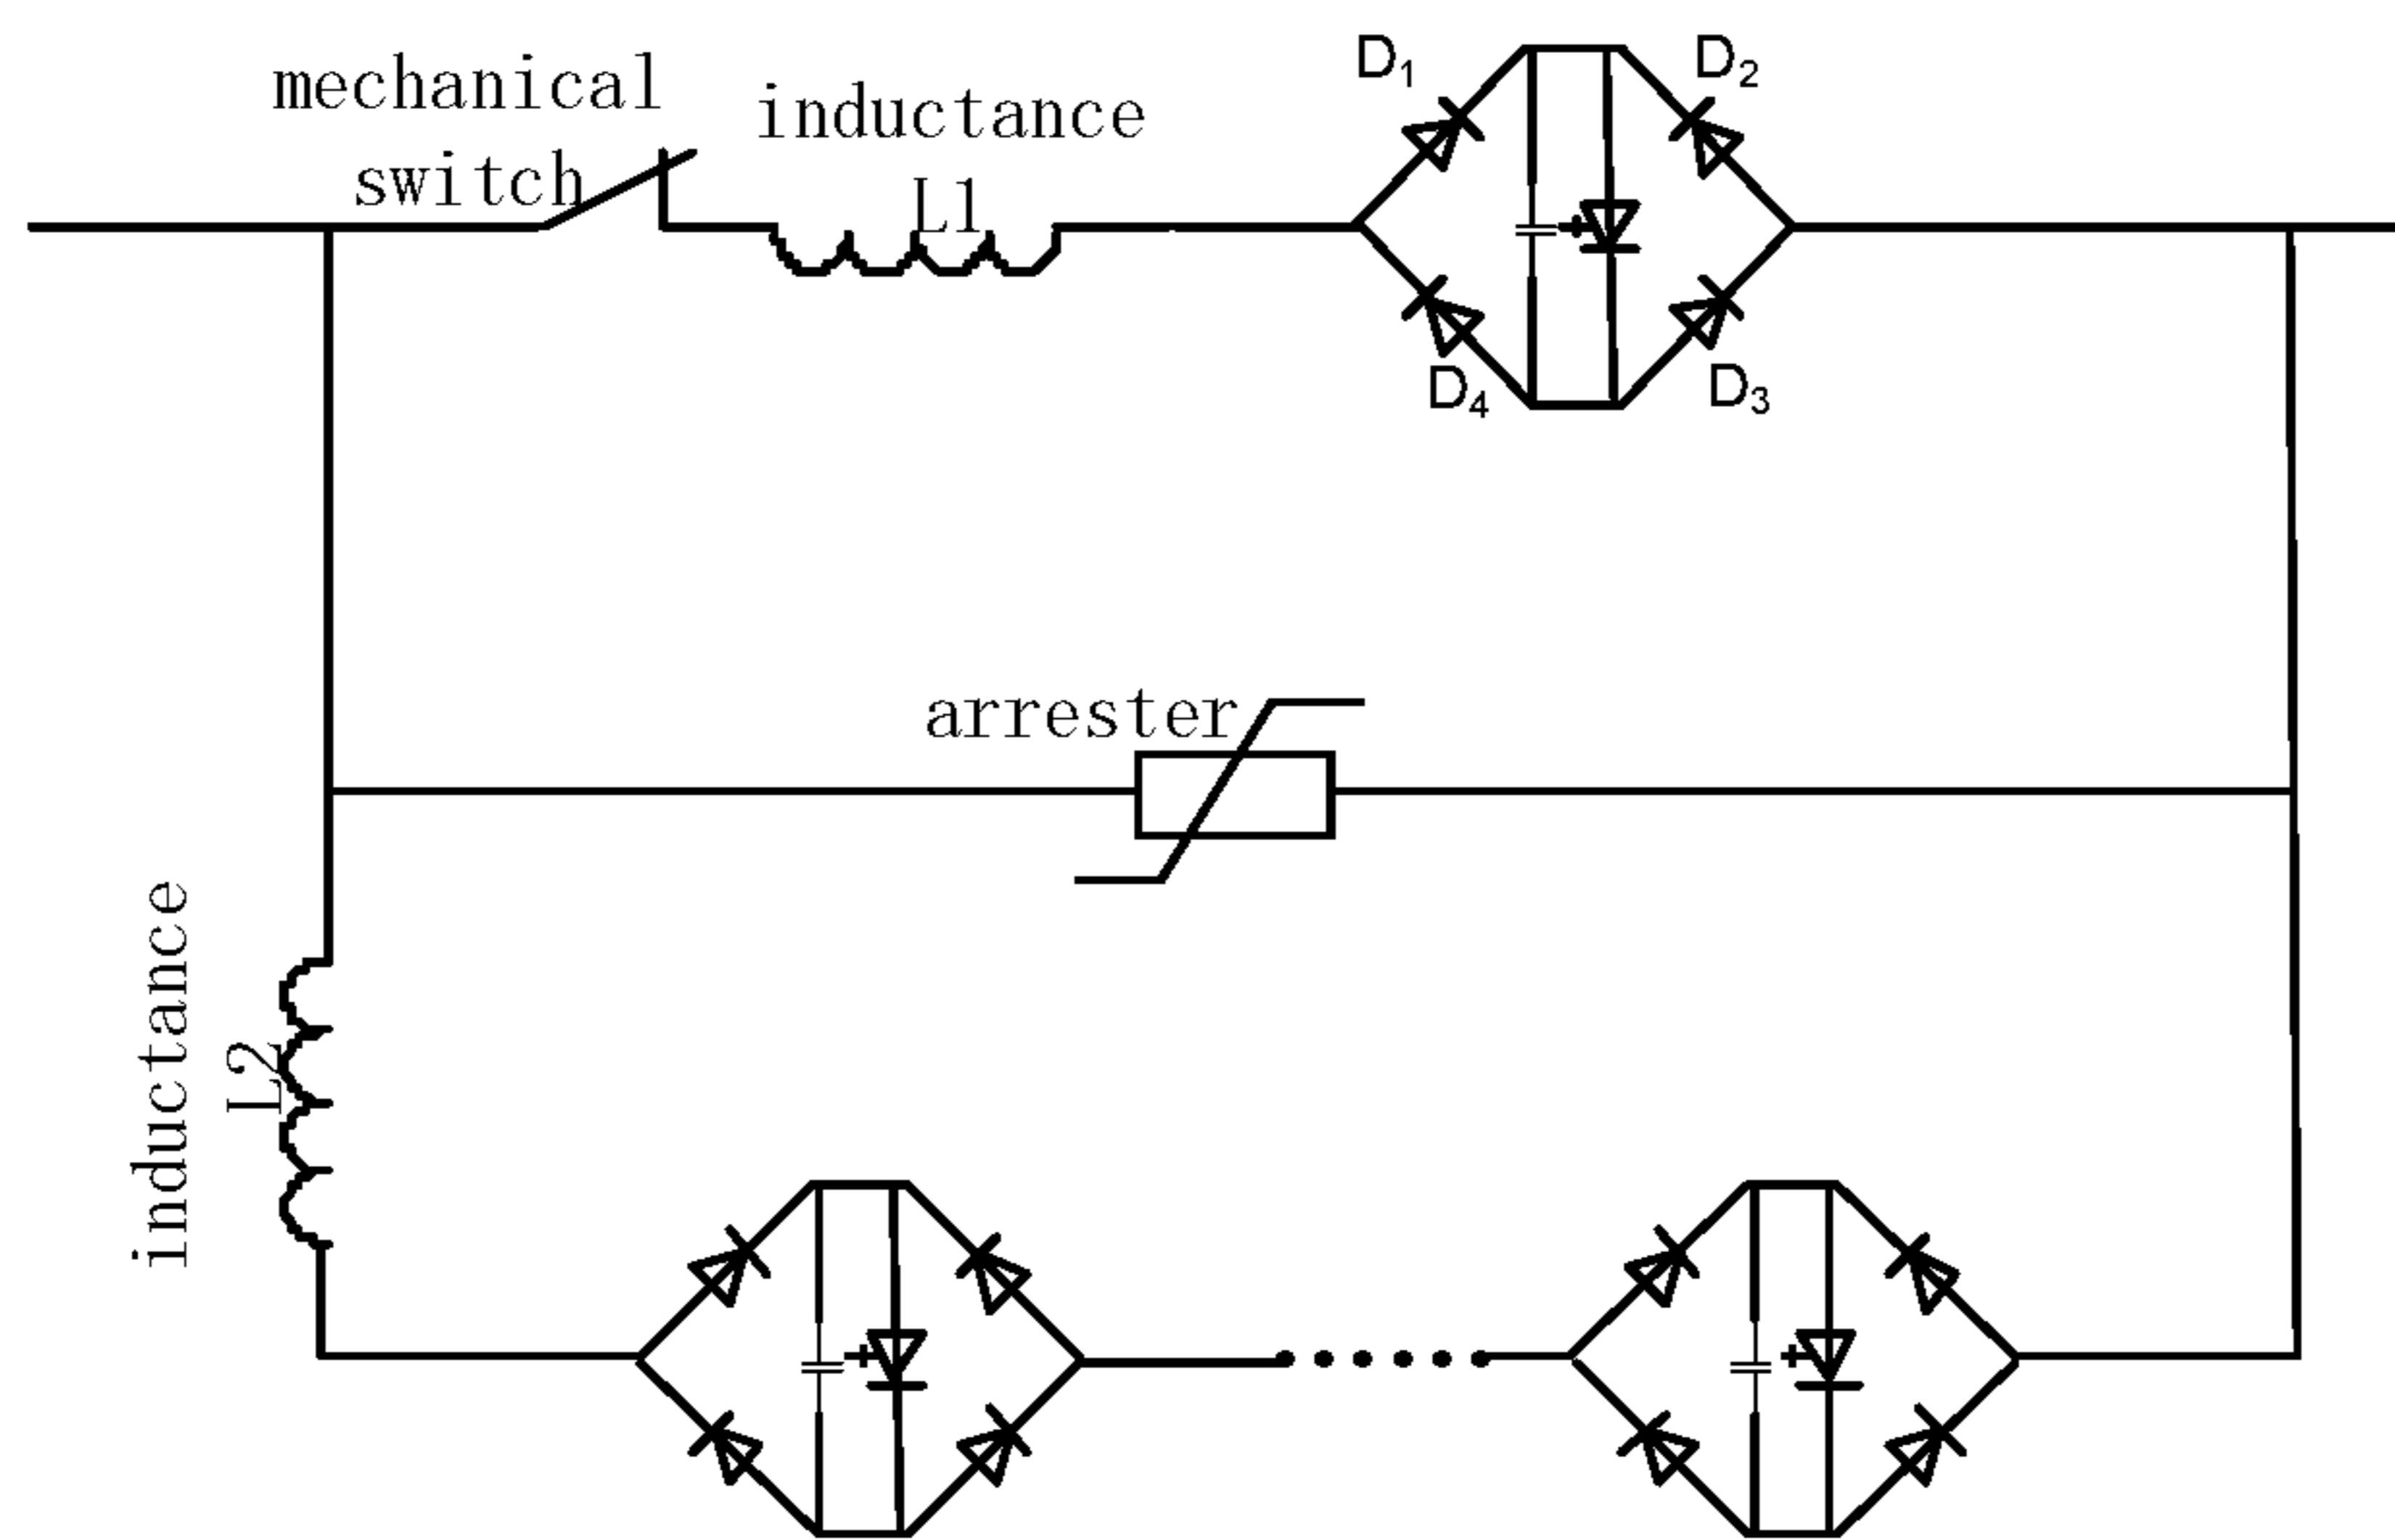 mechanical
switch
inductance
L1
D1
D2
D4
D3
arrester
inductance
L2